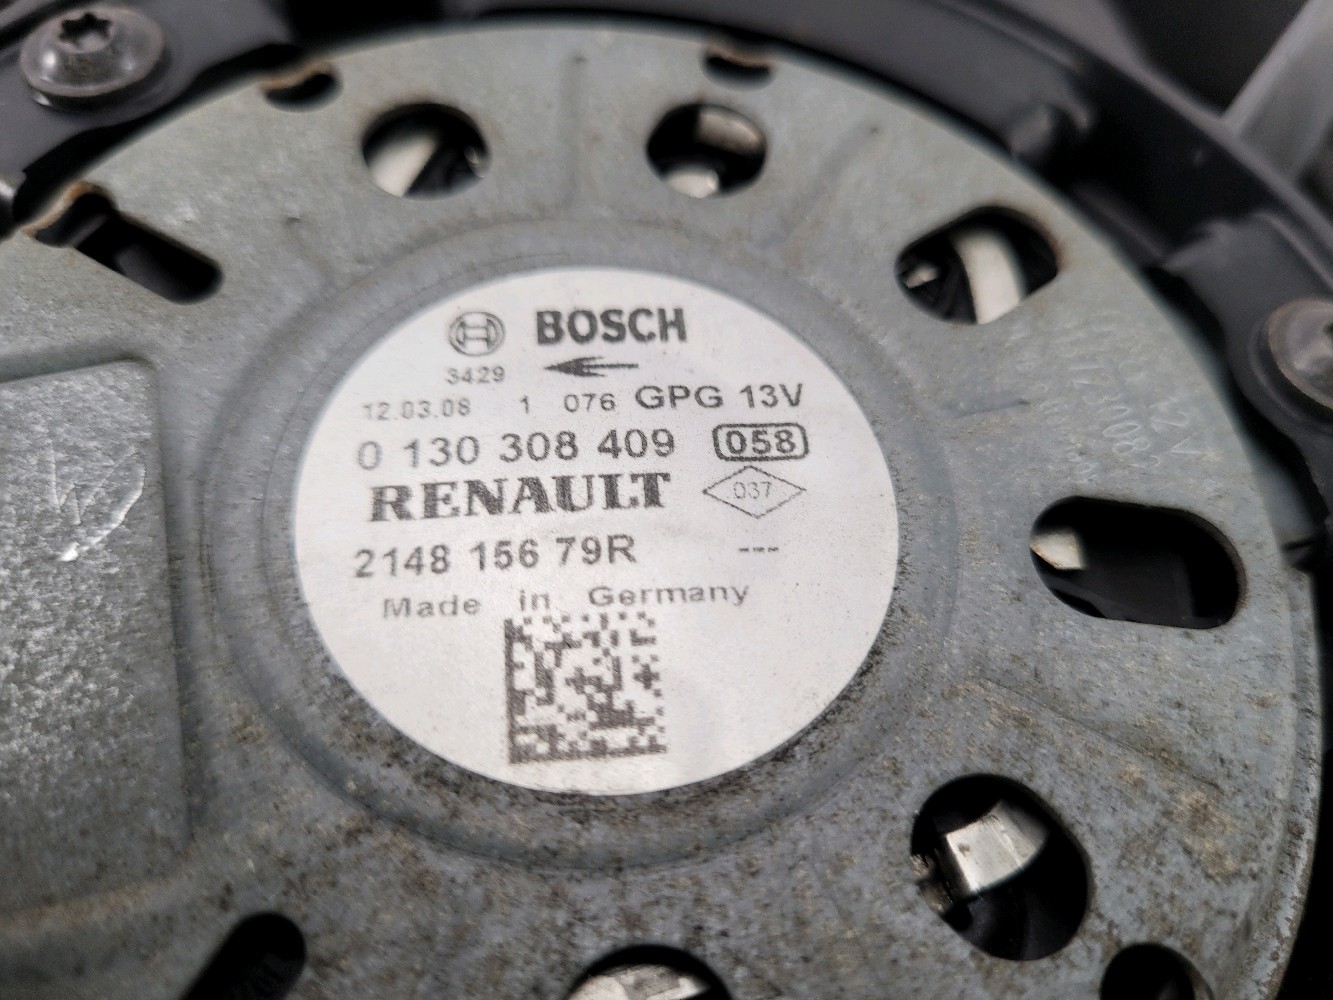 BOSCH
3429
12.03.08 1 076 GPG 13V
0 130 308 409 058
RENAULT 037
2148 156 79R ---
Made in Germany